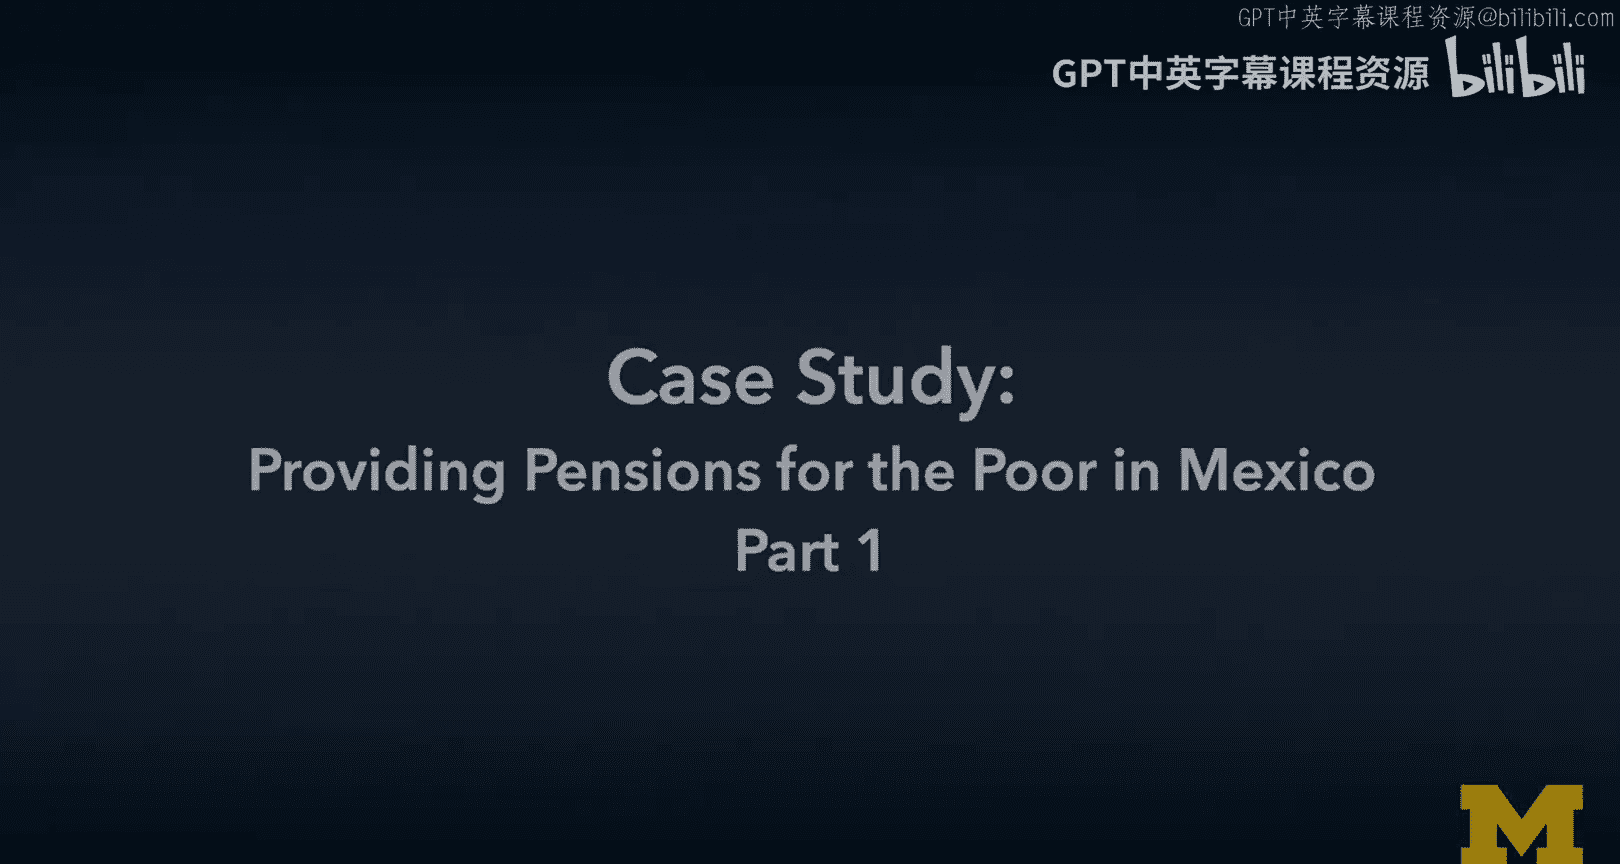 GPT中英字幕课程资源@bilibili.com
GPT中英字幕课程资源 bilibili
Case Study:
Providing Pensions for the Poor in Mexico
Part 1
M